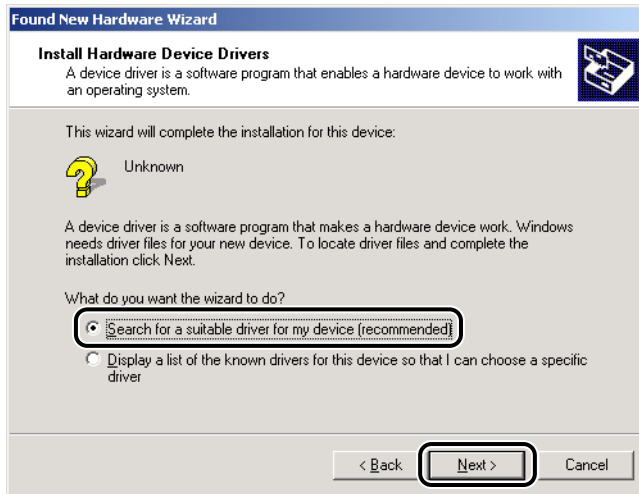 Found New Hardware Wizard
Install Hardware Device Drivers
A device driver is a software program that enables a hardware device to work with
an operating system.
This wizard will complete the installation for this device:
Unknown
A device driver is a software program that makes a hardware device work. Windows
needs driver files for your new device. To locate driver files and complete the
installation click Next.
What do you want the wizard to do?
Search for a suitable driver for my device (recommended)
Display a list of the known drivers for this device so that I can choose a specific
driver
< Back Next > Cancel